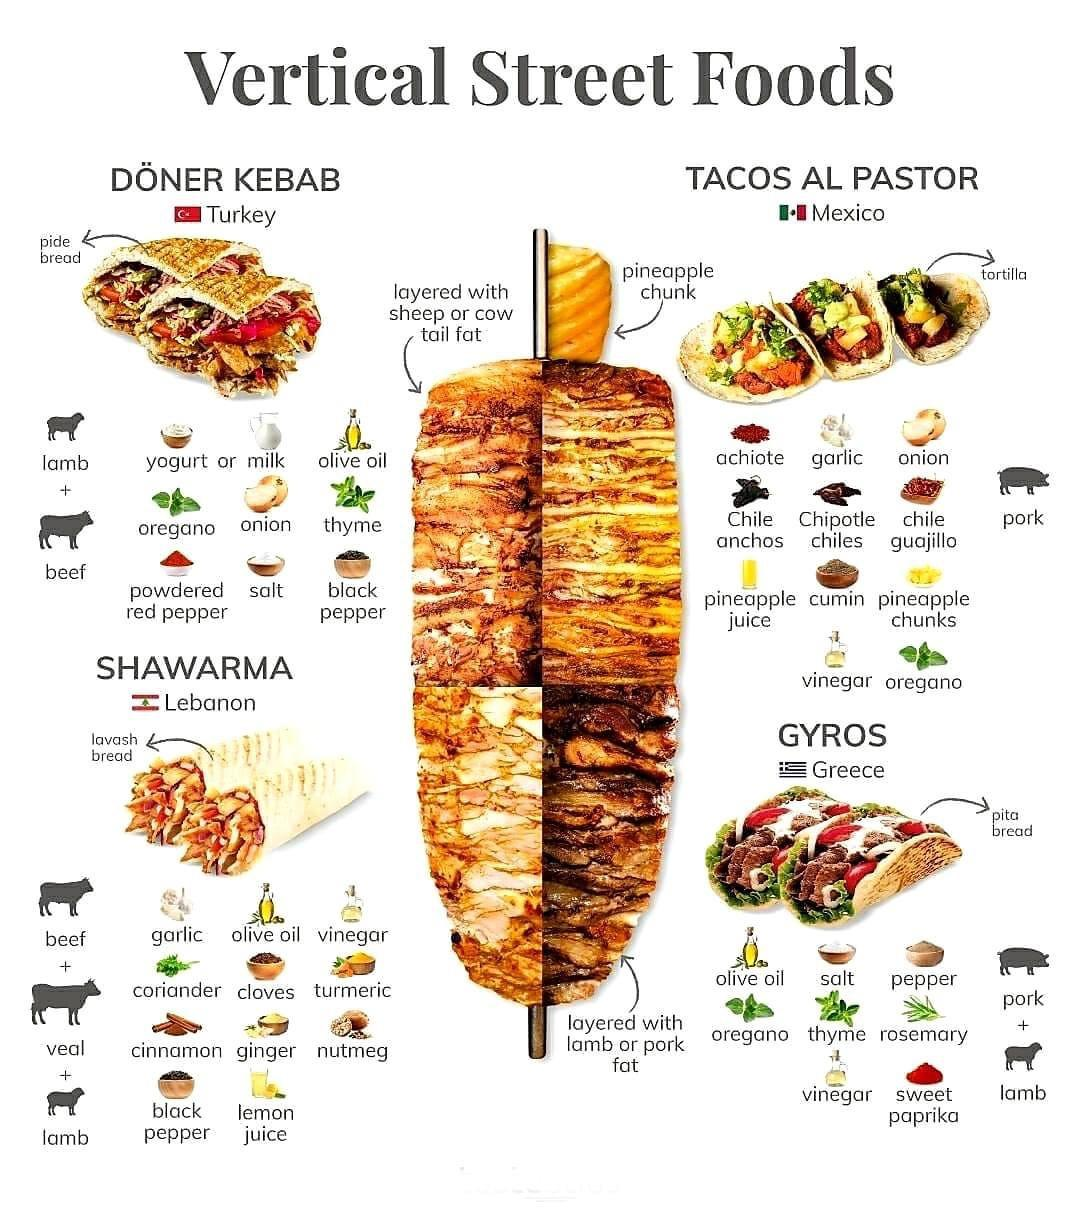 Vertical Street Foods
DÖNER KEBAB
Turkey
pide
bread
lamb
+
beef
yogurt or milk
olive oil
oregano
onion
thyme
powdered
red pepper
salt
black
pepper
layered with
sheep or cow
tail fat
pineapple
chunk
TACOS AL PASTOR
Mexico
tortilla
achiote
garlic
onion
Chile
anchos
Chipotle
chiles
chile
guajillo
pineapple
juice
cumin
pineapple
chunks
vinegar
oregano
pork
SHAWARMA
Lebanon
lavash
bread
beef
+
veal
+
lamb
garlic
olive oil
vinegar
coriander
cloves
turmeric
cinnamon
ginger
nutmeg
black
pepper
lemon
juice
GYROS
Greece
pita
bread
olive oil
salt
pepper
oregano
thyme
rosemary
vinegar
sweet
paprika
pork
+
lamb
layered with
lamb or pork
fat